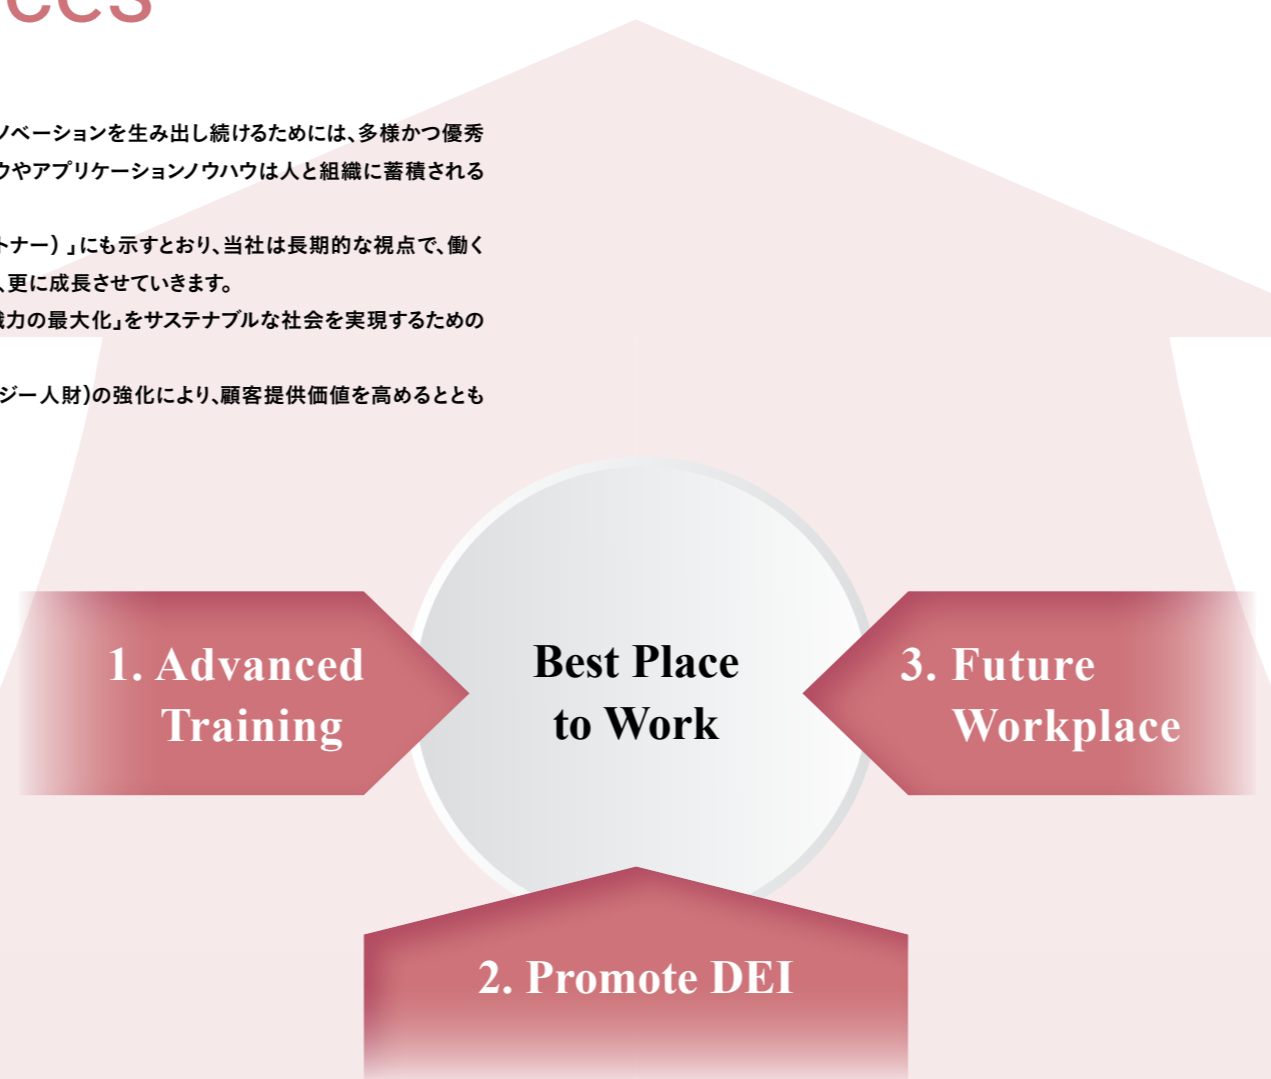 ces
ノベーションを生み出し続けるためには、多様かつ優秀
ウやアプリケーションノウハウは人と組織に蓄積される
トナー）」にも示すとおり、当社は長期的な視点で、働く
、更に成長させていきます。
力の最大化」をサステナブルな社会を実現するための
ジー人財)の強化により、顧客提供価値を高めるととも
1. Advanced
Training
Best Place
to Work
3. Future
Workplace
2. Promote DEI